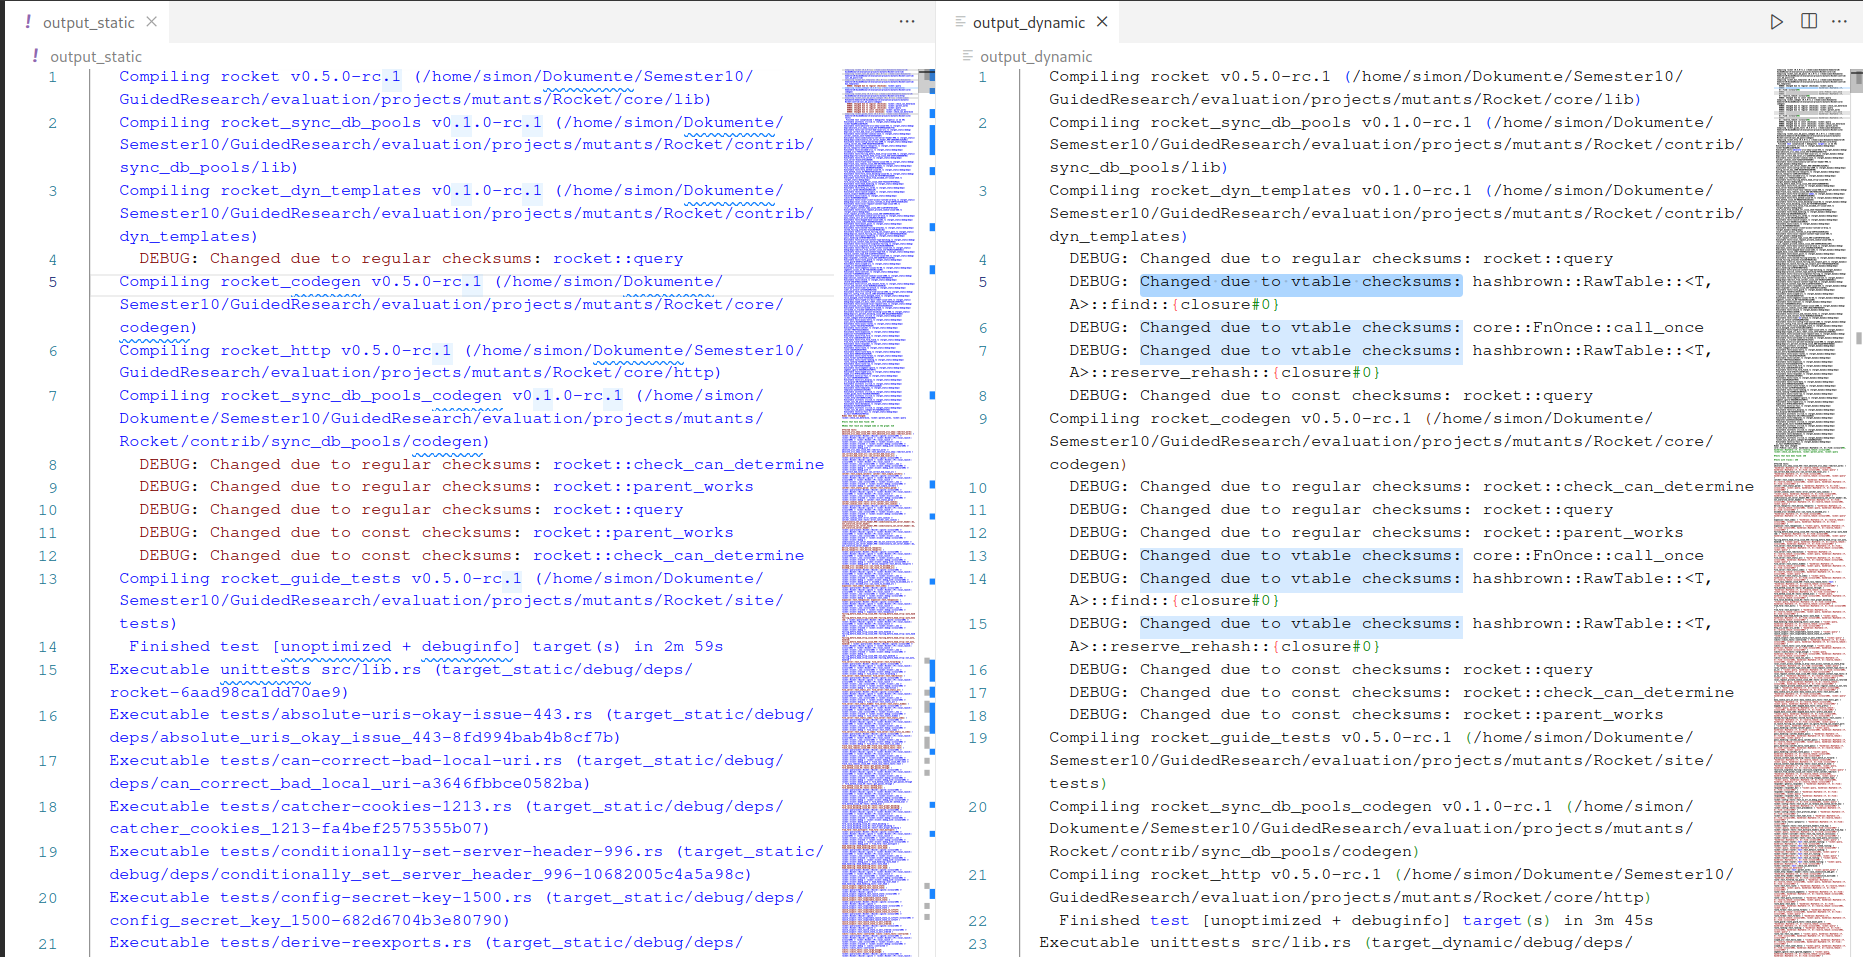 output_static
output_static
1 Compiling rocket v0.5.0-rc.1 (/home/simon/Dokumente/Semester10/
GuidedResearch/evaluation/projects/mutants/Rocket/core/lib)
2 Compiling rocket_sync_db_pools v0.1.0-rc.1 (/home/simon/Dokumente/
Semester10/GuidedResearch/evaluation/projects/mutants/Rocket/contrib/
sync_db_pools/lib)
3 Compiling rocket_dyn_templates v0.1.0-rc.1 (/home/simon/Dokumente/
Semester10/GuidedResearch/evaluation/projects/mutants/Rocket/contrib/
dyn_templates)
4 DEBUG: Changed due to regular checksums: rocket::query
5 Compiling rocket_codegen v0.5.0-rc.1 (/home/simon/Dokumente/
Semester10/GuidedResearch/evaluation/projects/mutants/Rocket/core/
codegen)
6 Compiling rocket_http v0.5.0-rc.1 (/home/simon/Dokumente/Semester10/
GuidedResearch/evaluation/projects/mutants/Rocket/core/http)
7 Compiling rocket_sync_db_pools_codegen v0.1.0-rc.1 (/home/simon/
Dokumente/Semester10/GuidedResearch/evaluation/projects/mutants/
Rocket/contrib/sync_db_pools/codegen)
8 DEBUG: Changed due to regular checksums: rocket::check_can_determine
9 DEBUG: Changed due to regular checksums: rocket::parent_works
10 DEBUG: Changed due to regular checksums: rocket::query
11 DEBUG: Changed due to const checksums: rocket::parent_works
12 DEBUG: Changed due to const checksums: rocket::check_can_determine
13 Compiling rocket_guide_tests v0.5.0-rc.1 (/home/simon/Dokumente/
Semester10/GuidedResearch/evaluation/projects/mutants/Rocket/site/
tests)
14 Finished test [unoptimized + debuginfo] target(s) in 2m 59s
15 Executable unittests src/lib.rs (target_static/debug/deps/
rocket-6aad98ca1dd70ae9)
16 Executable tests/absolute-uris-okay-issue-443.rs (target_static/debug/
deps/absolute_uris_okay_issue_443-8fd994bab4b8cf7b)
17 Executable tests/can-correct-bad-local-uri.rs (target_static/debug/
deps/can_correct_bad_local_uri-a3646fbbce0582ba)
18 Executable tests/catcher-cookies-1213.rs (target_static/debug/deps/
catcher_cookies_1213-fa4bef2575355b07)
19 Executable tests/conditionally-set-server-header-996.rs (target_static/
debug/deps/conditionally_set_server_header_996-10682005c4a5a98c)
20 Executable tests/config-secret-key-1500.rs (target_static/debug/deps/
config_secret_key_1500-682d6704b3e80790)
21 Executable tests/derive-reexports.rs (target_static/debug/deps/
output_dynamic
output_dynamic
1 Compiling rocket v0.5.0-rc.1 (/home/simon/Dokumente/Semester10/
GuidedResearch/evaluation/projects/mutants/Rocket/core/lib)
2 Compiling rocket_sync_db_pools v0.1.0-rc.1 (/home/simon/Dokumente/
Semester10/GuidedResearch/evaluation/projects/mutants/Rocket/contrib/
sync_db_pools/lib)
3 Compiling rocket_dyn_templates v0.1.0-rc.1 (/home/simon/Dokumente/
Semester10/GuidedResearch/evaluation/projects/mutants/Rocket/contrib/
dyn_templates)
4 DEBUG: Changed due to regular checksums: rocket::query
5 DEBUG: Changed due to vtable checksums: hashbrown::RawTable::<T,
A>::find::{closure#0}
6 DEBUG: Changed due to vtable checksums: core::FnOnce::call_once
7 DEBUG: Changed due to vtable checksums: hashbrown::RawTable::<T,
A>::reserve_rehash::{closure#0}
8 DEBUG: Changed due to const checksums: rocket::query
9 Compiling rocket_codegen v0.5.0-rc.1 (/home/simon/Dokumente/
Semester10/GuidedResearch/evaluation/projects/mutants/Rocket/core/
codegen)
10 DEBUG: Changed due to regular checksums: rocket::check_can_determine
11 DEBUG: Changed due to regular checksums: rocket::query
12 DEBUG: Changed due to regular checksums: rocket::parent_works
13 DEBUG: Changed due to vtable checksums: core::FnOnce::call_once
14 DEBUG: Changed due to vtable checksums: hashbrown::RawTable::<T,
A>::find::{closure#0}
15 DEBUG: Changed due to vtable checksums: hashbrown::RawTable::<T,
A>::reserve_rehash::{closure#0}
16 DEBUG: Changed due to const checksums: rocket::query
17 DEBUG: Changed due to const checksums: rocket::check_can_determine
18 DEBUG: Changed due to const checksums: rocket::parent_works
19 Compiling rocket_guide_tests v0.5.0-rc.1 (/home/simon/Dokumente/
Semester10/GuidedResearch/evaluation/projects/mutants/Rocket/site/
tests)
20 Compiling rocket_sync_db_pools_codegen v0.1.0-rc.1 (/home/simon/
Dokumente/Semester10/GuidedResearch/evaluation/projects/mutants/
Rocket/contrib/sync_db_pools/codegen)
21 Compiling rocket_http v0.5.0-rc.1 (/home/simon/Dokumente/Semester10/
GuidedResearch/evaluation/projects/mutants/Rocket/core/http)
22 Finished test [unoptimized + debuginfo] target(s) in 3m 45s
23 Executable unittests src/lib.rs (target_dynamic/debug/deps/